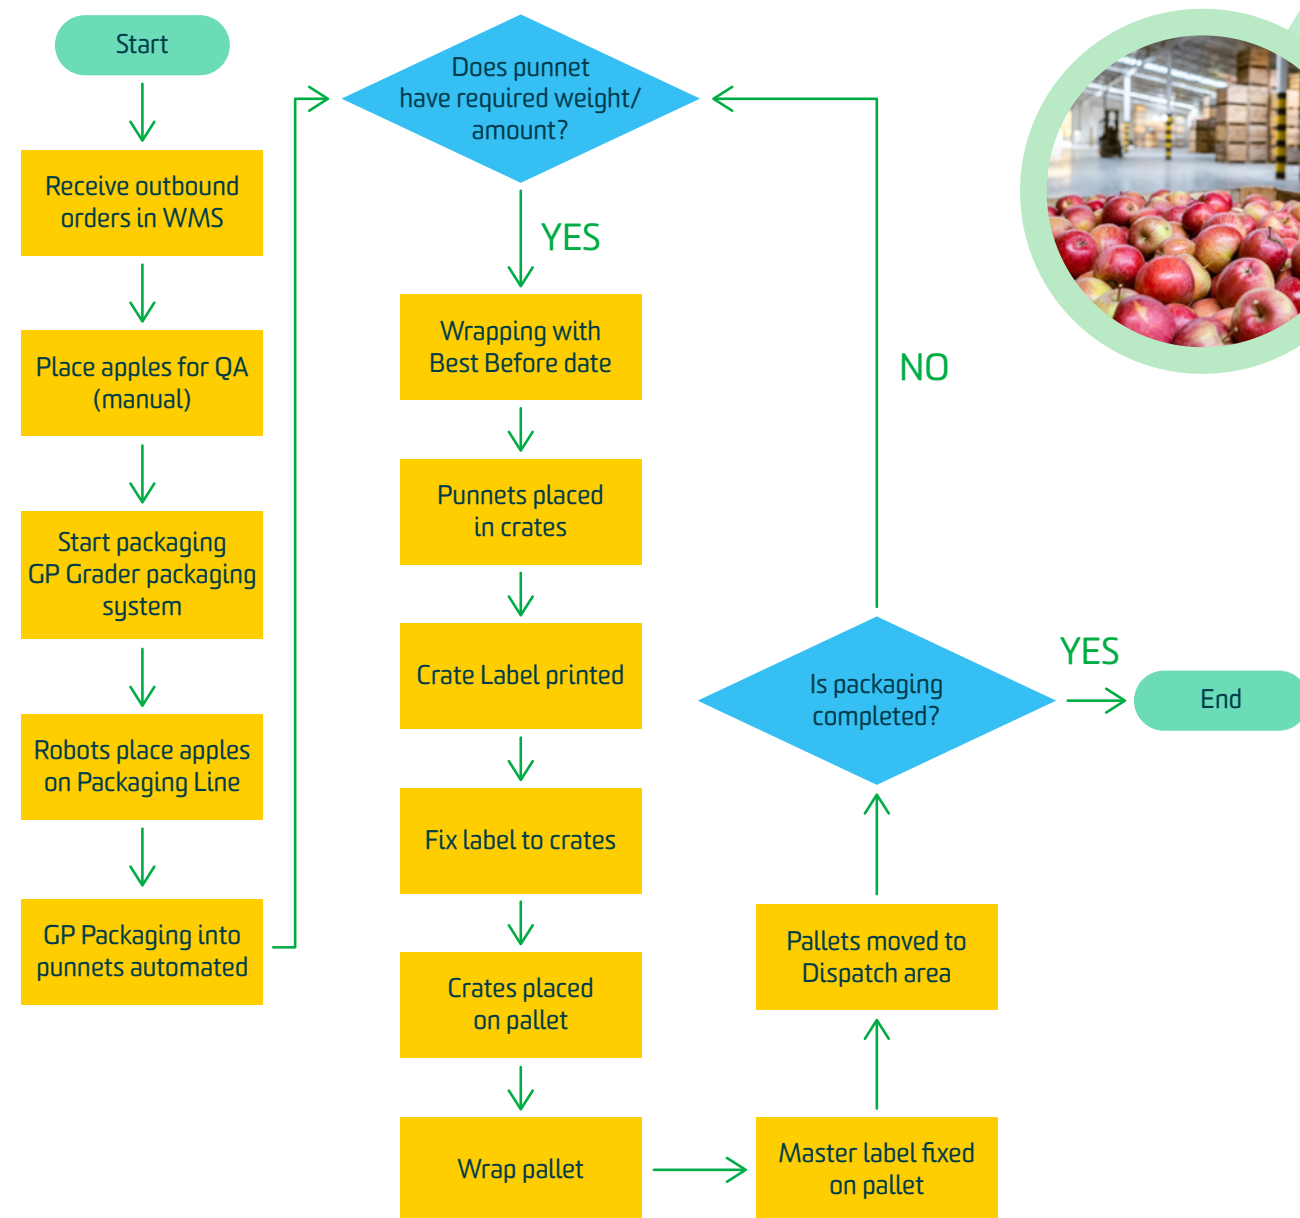 Start
Receive outbound
orders in WMS
Place apples for QA
(manual)
Start packaging
GP Grader packaging
system
Robots place apples
on Packaging Line
GP Packaging into
punnets automated
Does punnet
have required weight/
amount?
YES
Wrapping with
Best Before date
Punnets placed
in crates
Crate Label printed
Fix label to crates
Crates placed
on pallet
Wrap pallet
Master label fixed
on pallet
Pallets moved to
Dispatch area
Is packaging
completed?
NO
YES
End